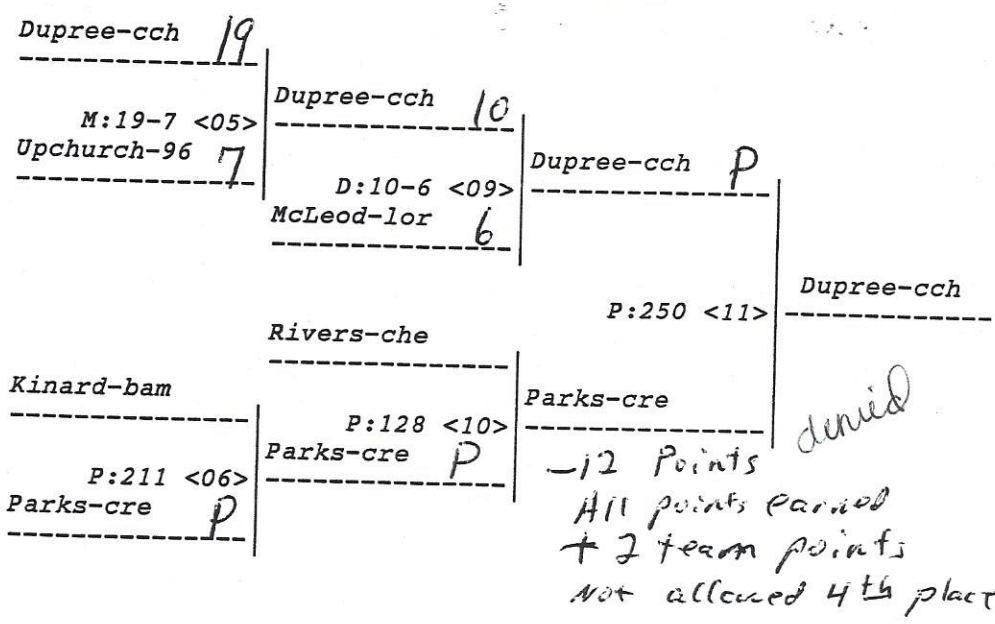 Dupree-cch 19
M:19-7 <05>
Upchurch-96 7
Dupree-cch 10
D:10-6 <09>
McLeod-lor 6
Dupree-cch P
P:250 <11>
Dupree-cch
Rivers-che
Kinard-bam
P:128 <10>
Parks-cre P
P:211 <06>
Parks-cre P
Parks-cre
denied
-12 Points
All points earned
+ 2 team points
Not allowed 4th place